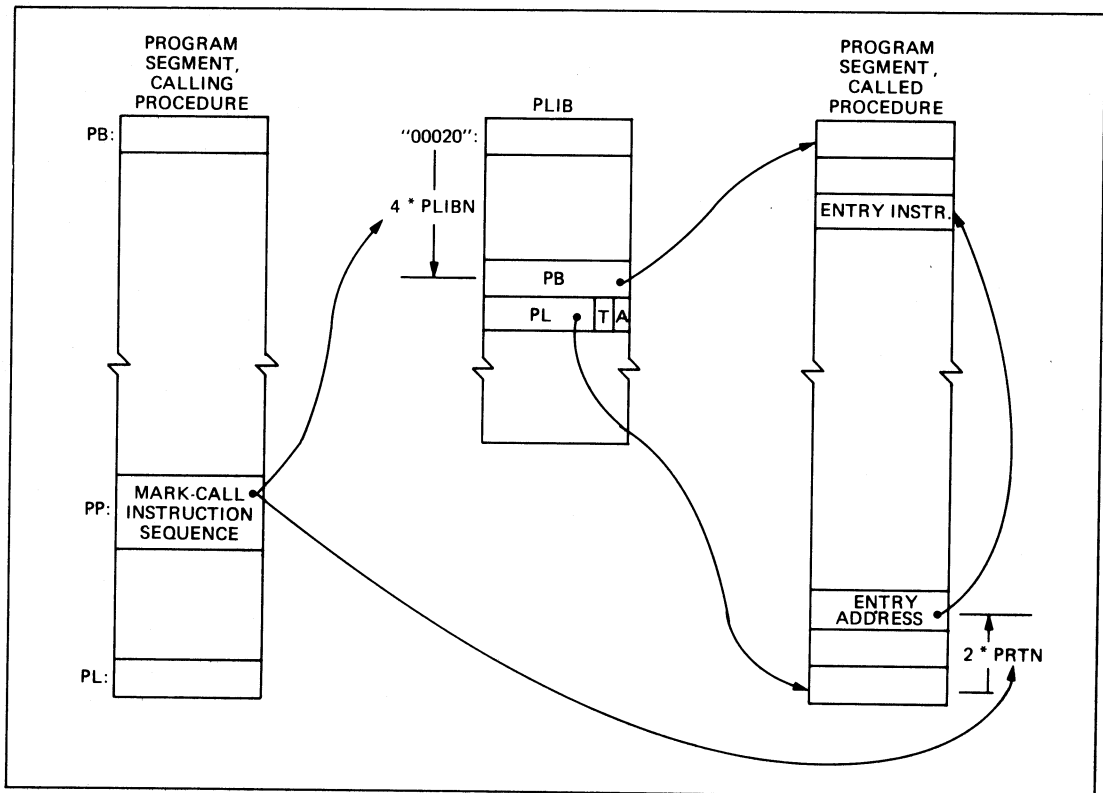 PROGRAM
SEGMENT,
CALLING
PROCEDURE
PB:
PP:
MARK-CALL
INSTRUCTION
SEQUENCE
PL:
PLIB
"00020":
4 * PLIBN
PB
PL T A
PROGRAM
SEGMENT,
CALLED
PROCEDURE
ENTRY INSTR.
ENTRY
ADDRESS
2 * PRTN